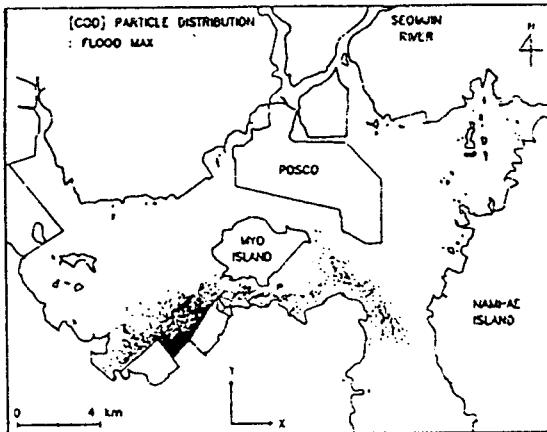 [COD] PARTICLE DISTRIBUTION
: FLOOD MAX
SEOMJIN
RIVER
N
POSCO
MYO
ISLAND
NAMHAE
ISLAND
Y
X
0 4 km